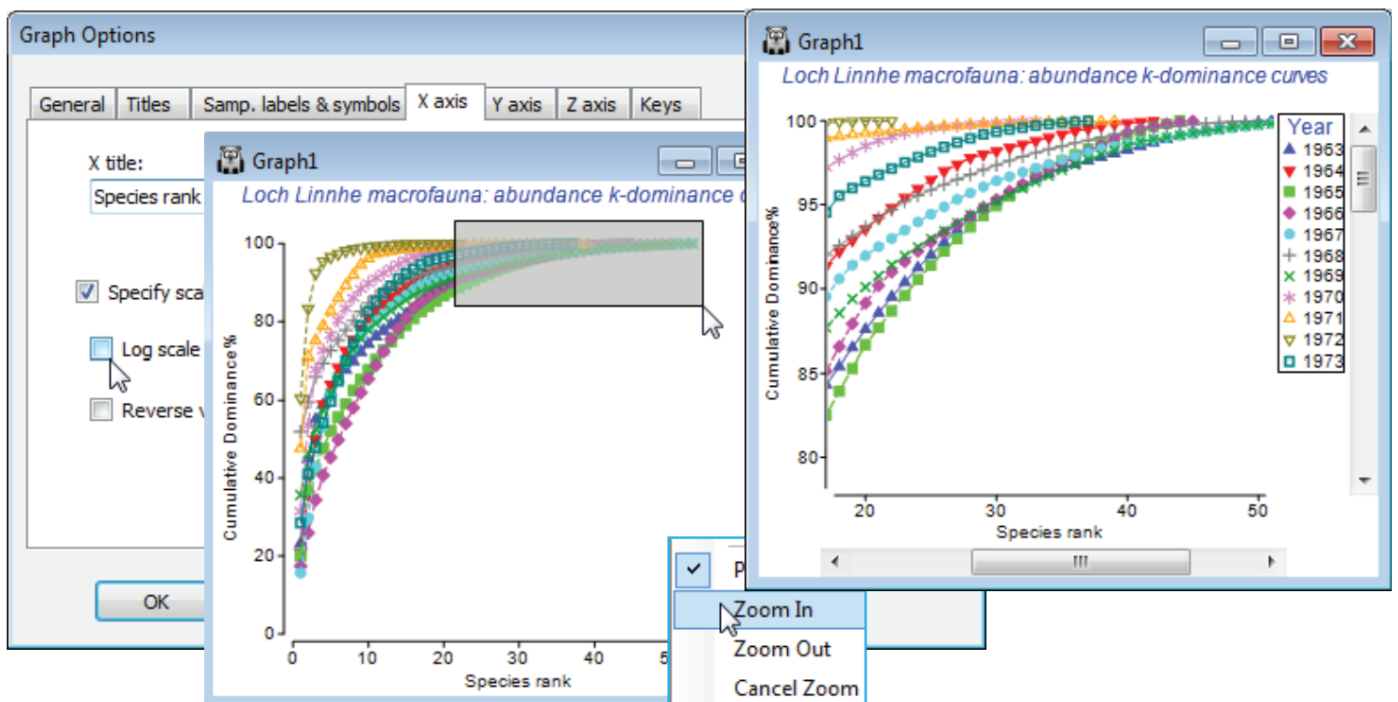 Graph Options
General Titles Samp. labels & symbols X axis Y axis Z axis Keys
X title:
Species rank
Specify sca
Log scale
Reverse v
OK
Graph1
Loch Linnhe macrofauna: abundance k-dominance c
Cumulative Dominance%
100
80
60
40
20
0
0 10 20 30 40 5
Species rank
P
Zoom In
Zoom Out
Cancel Zoom
Graph1
Loch Linnhe macrofauna: abundance k-dominance curves
Cumulative Dominance%
100
95
90
85
80
20 30 40 50
Species rank
Year
1963
1964
1965
1966
1967
1968
1969
1970
1971
1972
1973